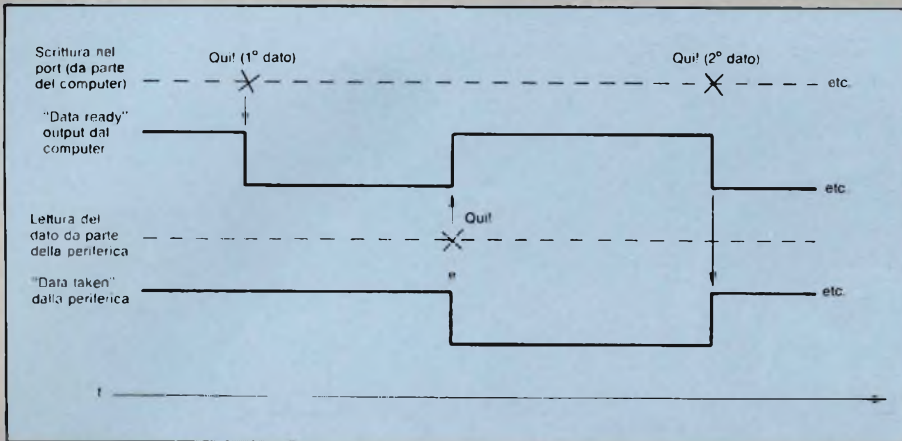 Scrittura nel
port (da parte
del computer)
Qui! (1° dato)
Qui! (2° dato)
etc.
"Data ready"
output dal
computer
etc.
Lettura del
dato da parte
della periferica
Qui!
"Data taken"
dalla periferica
etc.
t